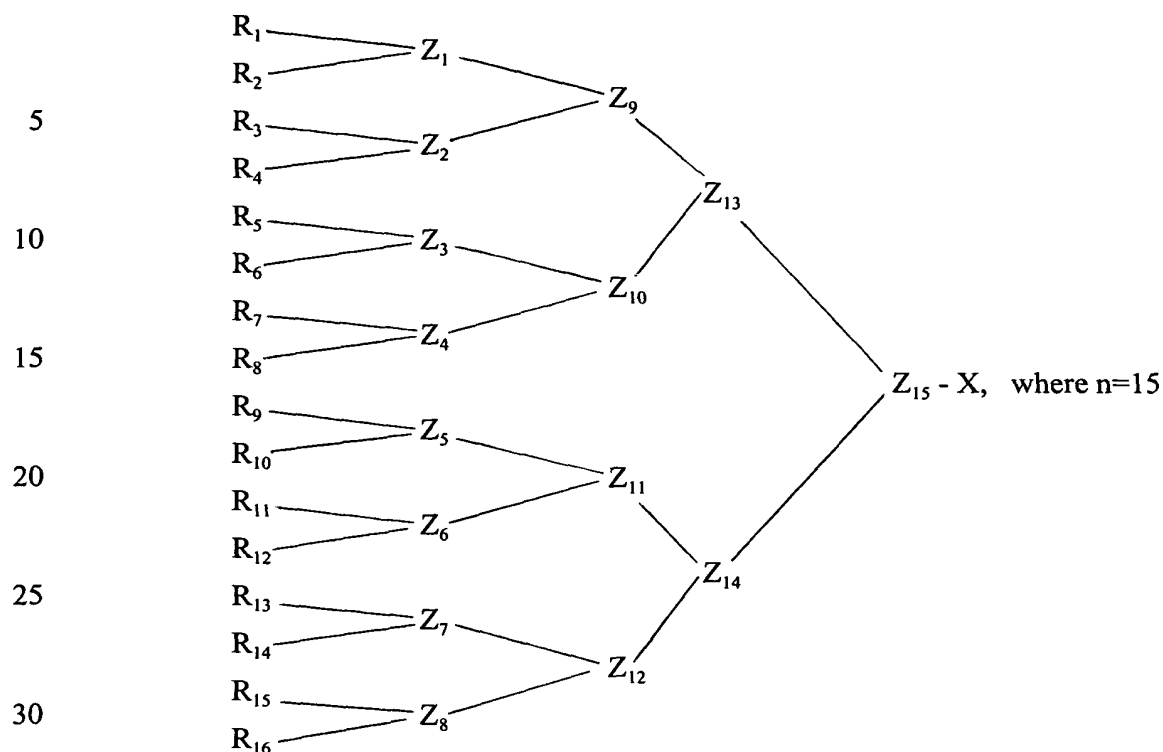 R₁
Z₁
R₂
Z₉
5
R₃
Z₂
R₄
Z₁₃
R₅
10
Z₃
R₆
Z₁₀
R₇
Z₄
15
R₈
Z₁₅ - X, where n=15
R₉
Z₅
R₁₀
20
Z₁₁
R₁₁
Z₆
R₁₂
Z₁₄
25
R₁₃
Z₇
R₁₄
Z₁₂
R₁₅
30
Z₈
R₁₆